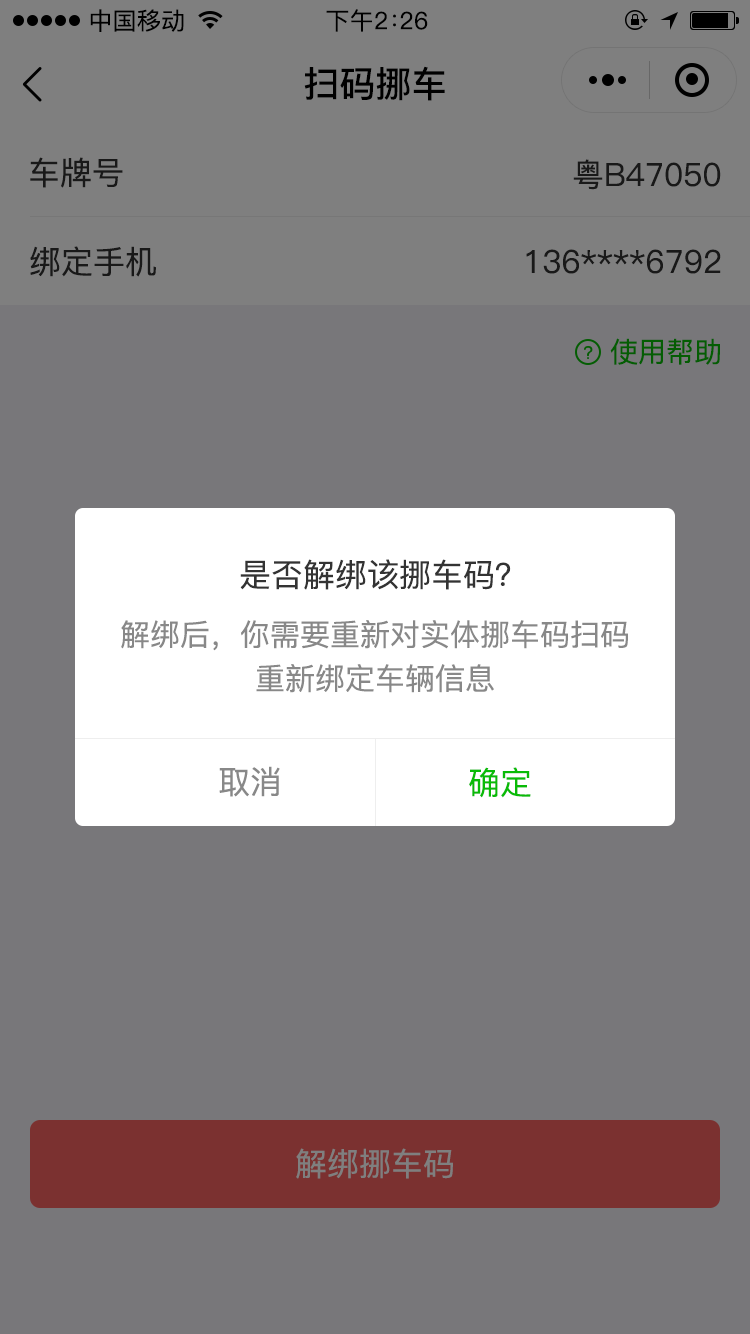 中国移动 下午2:26
扫码挪车
车牌号 粤B47050
绑定手机 136****6792
? 使用帮助
是否解绑该挪车码?
解绑后，你需要重新对实体挪车码扫码
重新绑定车辆信息
取消 确定
解绑挪车码